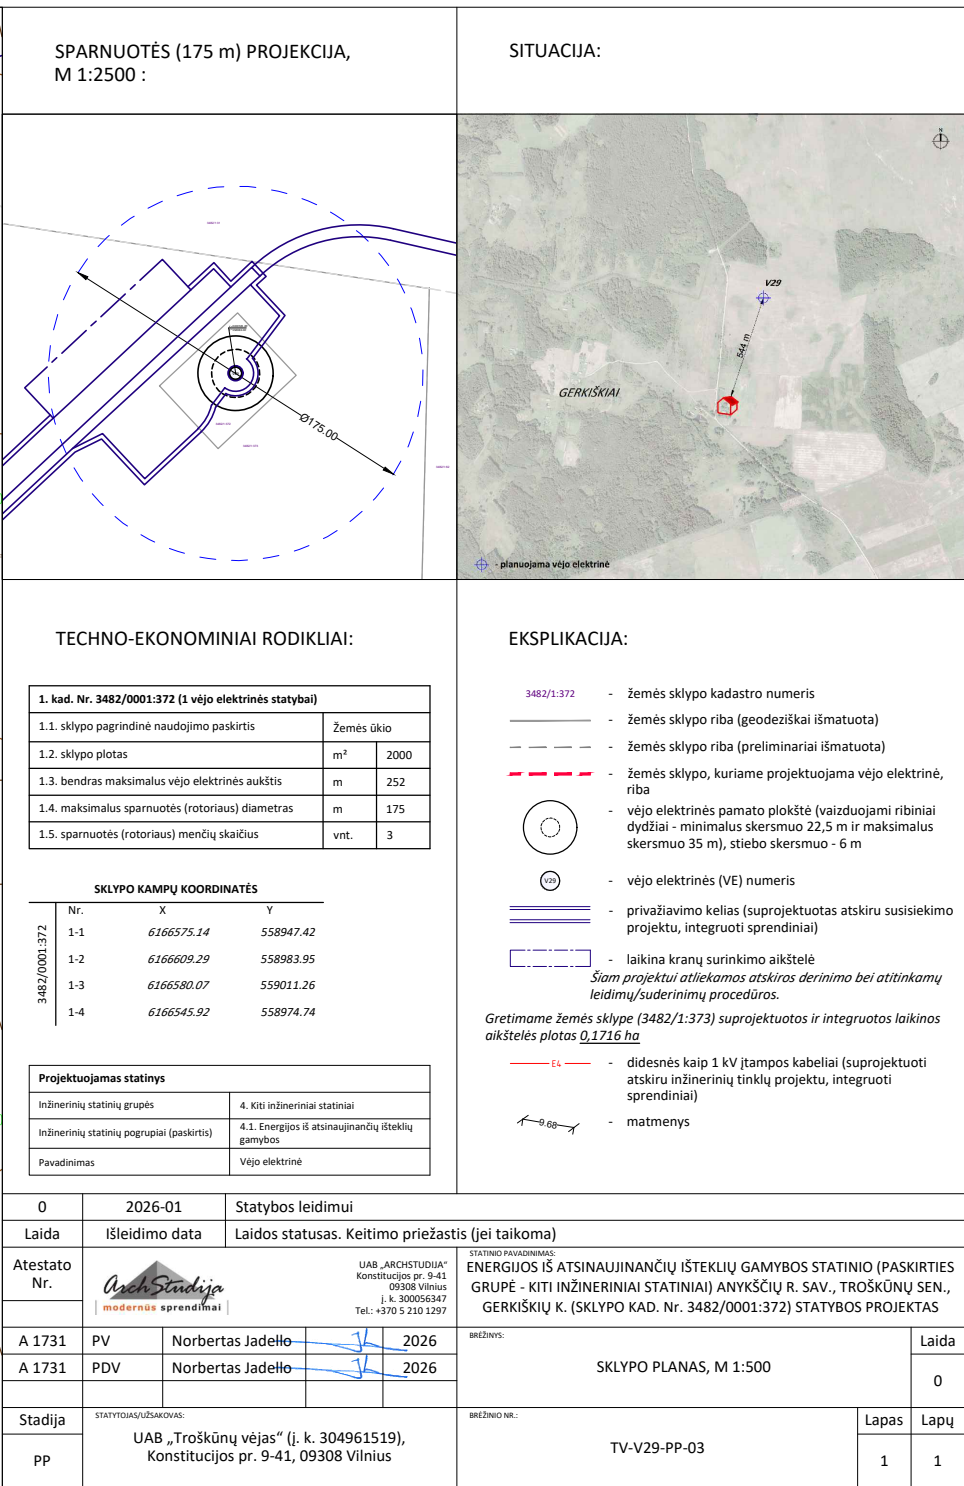 SPARNUOTĖS (175 m) PROJEKCIJA,
M 1:2500 :
SITUACIJA:
Ø175.00
N
V29
544 m
GERKIŠKIAI
- planuojama vėjo elektrinė
TECHNO-EKONOMINIAI RODIKLIAI:
1. kad. Nr. 3482/0001:372 (1 vėjo elektrinės statybai)
1.1. sklypo pagrindinė naudojimo paskirtis Žemės ūkio
1.2. sklypo plotas m² 2000
1.3. bendras maksimalus vėjo elektrinės aukštis m 252
1.4. maksimalus sparnuotės (rotoriaus) diametras m 175
1.5. sparnuotės (rotoriaus) menčių skaičius vnt. 3
SKLYPO KAMPŲ KOORDINATĖS
3482/0001:372
Nr. X Y
1-1 6166575.14 558947.42
1-2 6166609.29 558983.95
1-3 6166580.07 559011.26
1-4 6166545.92 558974.74
Projektuojamas statinys
Inžinerinių statinių grupės 4. Kiti inžineriniai statiniai
Inžinerinių statinių pogrupiai (paskirtis) 4.1. Energijos iš atsinaujinančių išteklių
gamybos
Pavadinimas Vėjo elektrinė
EKSPLIKACIJA:
3482/1:372 - žemės sklypo kadastro numeris
- žemės sklypo riba (geodeziškai išmatuota)
- žemės sklypo riba (preliminariai išmatuota)
- žemės sklypo, kuriame projektuojama vėjo elektrinė,
riba
- vėjo elektrinės pamato plokštė (vaizduojami ribiniai
dydžiai - minimalus skersmuo 22,5 m ir maksimalus
skersmuo 35 m), stiebo skersmuo - 6 m
V29 - vėjo elektrinės (VE) numeris
- privažiavimo kelias (suprojektuotas atskiru susisiekimo
projektu, integruoti sprendiniai)
- laikina kranų surinkimo aikštelė
Šiam projektui atliekamos atskiros derinimo bei atitinkamų
leidimų/suderinimų procedūros.
Gretimame žemės sklype (3482/1:373) suprojektuotos ir integruotos laikinos
aikštelės plotas 0,1716 ha
E4 - didesnės kaip 1 kV įtampos kabeliai (suprojektuoti
atskiru inžinerinių tinklų projektu, integruoti
sprendiniai)
9.68 - matmenys
0 2026-01 Statybos leidimui
Laida Išleidimo data Laidos statusas. Keitimo priežastis (jei taikoma)
Atestato
Nr.
ArchStudija
modernūs sprendimai
UAB „ARCHSTUDIJA"
Konstitucijos pr. 9-41
09308 Vilnius
į. k. 300056347
Tel.: +370 5 210 1297
STATINIO PAVADINIMAS:
ENERGIJOS IŠ ATSINAUJINANČIŲ IŠTEKLIŲ GAMYBOS STATINIO (PASKIRTIES
GRUPĖ - KITI INŽINERINIAI STATINIAI) ANYKŠČIŲ R. SAV., TROŠKŪNŲ SEN.,
GERKIŠKIŲ K. (SKLYPO KAD. Nr. 3482/0001:372) STATYBOS PROJEKTAS
A 1731 PV Norbertas Jadello 2026
A 1731 PDV Norbertas Jadello 2026
BRĖŽINYS:
SKLYPO PLANAS, M 1:500
Laida
0
Stadija
PP
STATYTOJAS/UŽSAKOVAS:
UAB „Troškūnų vėjas" (į. k. 304961519),
Konstitucijos pr. 9-41, 09308 Vilnius
BRĖŽINIO NR.:
TV-V29-PP-03
Lapas Lapų
1 1